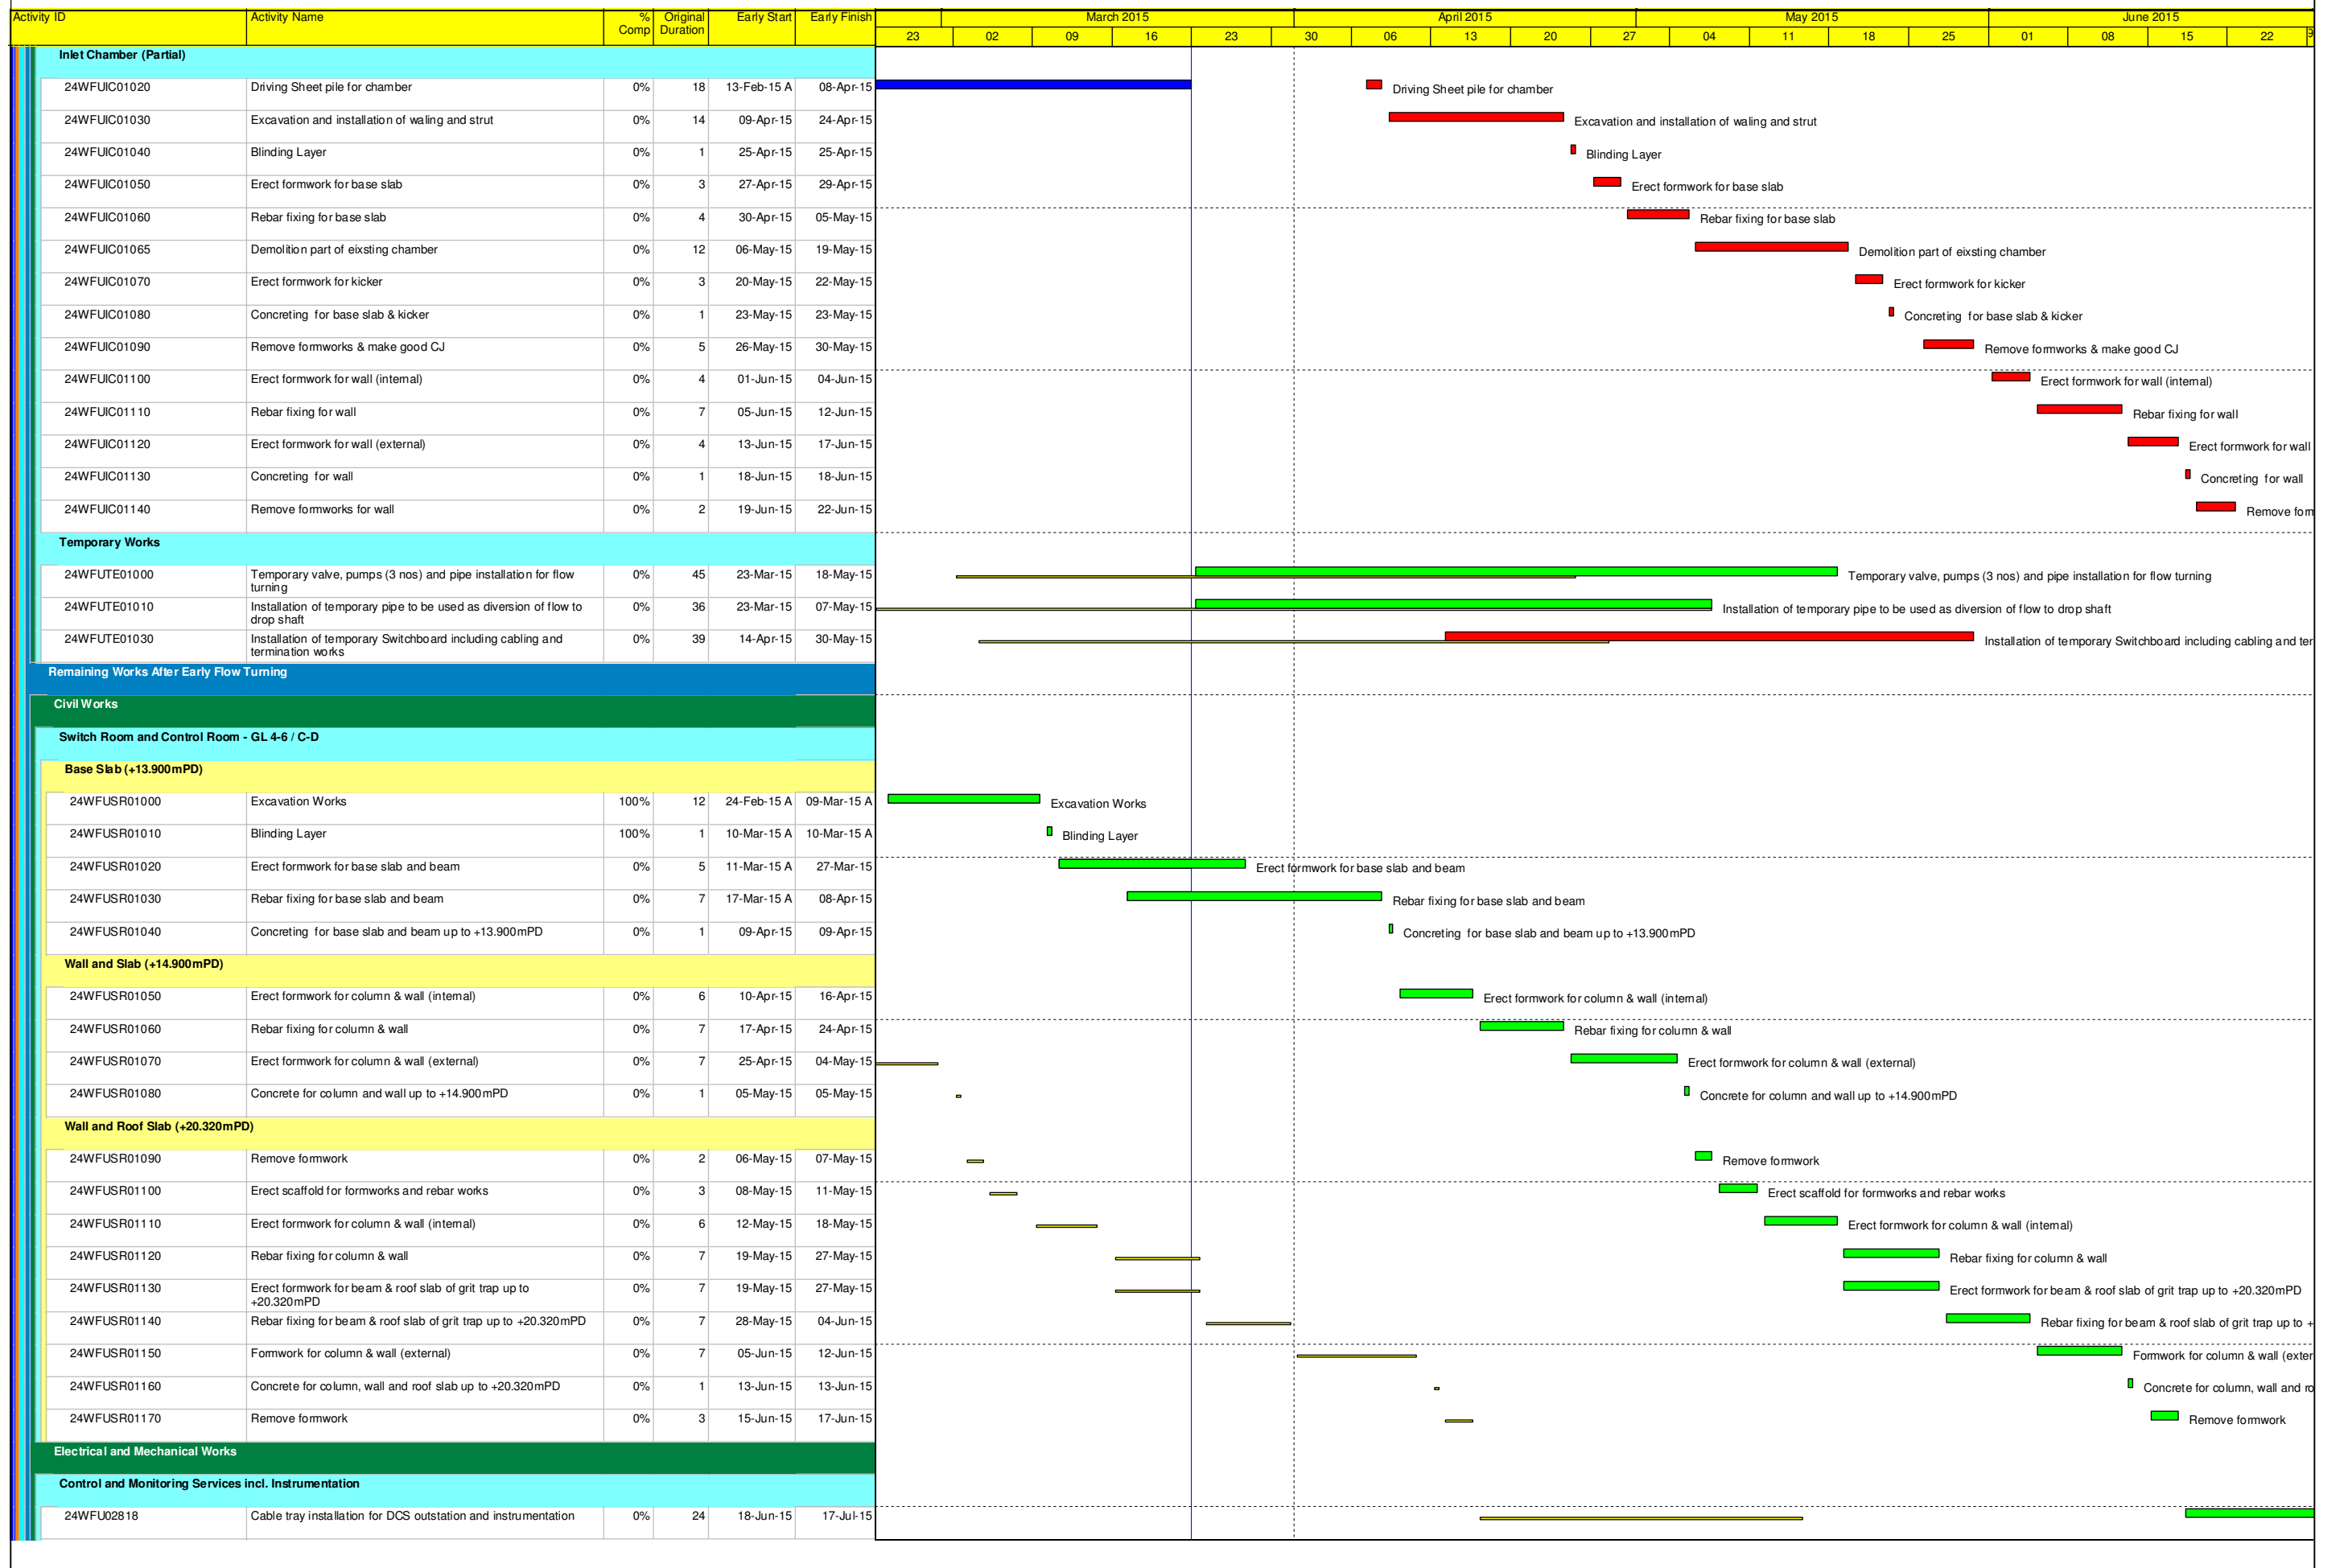 Activity ID Activity Name % Comp Original Duration Early Start Early Finish March 2015 April 2015 May 2015 June 2015
23 02 09 16 23 30 06 13 20 27 04 11 18 25 01 08 15 22
Inlet Chamber (Partial)
24WFUIC01020 Driving Sheet pile for chamber 0% 18 13-Feb-15 A 08-Apr-15 Driving Sheet pile for chamber
24WFUIC01030 Excavation and installation of waling and strut 0% 14 09-Apr-15 24-Apr-15 Excavation and installation of waling and strut
24WFUIC01040 Blinding Layer 0% 1 25-Apr-15 25-Apr-15 Blinding Layer
24WFUIC01050 Erect formwork for base slab 0% 3 27-Apr-15 29-Apr-15 Erect formwork for base slab
24WFUIC01060 Rebar fixing for base slab 0% 4 30-Apr-15 05-May-15 Rebar fixing for base slab
24WFUIC01065 Demolition part of eixsting chamber 0% 12 06-May-15 19-May-15 Demolition part of eixsting chamber
24WFUIC01070 Erect formwork for kicker 0% 3 20-May-15 22-May-15 Erect formwork for kicker
24WFUIC01080 Concreting for base slab & kicker 0% 1 23-May-15 23-May-15 Concreting for base slab & kicker
24WFUIC01090 Remove formworks & make good CJ 0% 5 26-May-15 30-May-15 Remove formworks & make good CJ
24WFUIC01100 Erect formwork for wall (internal) 0% 4 01-Jun-15 04-Jun-15 Erect formwork for wall (internal)
24WFUIC01110 Rebar fixing for wall 0% 7 05-Jun-15 12-Jun-15 Rebar fixing for wall
24WFUIC01120 Erect formwork for wall (external) 0% 4 13-Jun-15 17-Jun-15 Erect formwork for wall
24WFUIC01130 Concreting for wall 0% 1 18-Jun-15 18-Jun-15 Concreting for wall
24WFUIC01140 Remove formworks for wall 0% 2 19-Jun-15 22-Jun-15 Remove form
Temporary Works
24WFUTE01000 Temporary valve, pumps (3 nos) and pipe installation for flow 0% 45 23-Mar-15 18-May-15 Temporary valve, pumps (3 nos) and pipe installation for flow turning
turning
24WFUTE01010 Installation of temporary pipe to be used as diversion of flow to 0% 36 23-Mar-15 07-May-15 Installation of temporary pipe to be used as diversion of flow to drop shaft
drop shaft
24WFUTE01030 Installation of temporary Switchboard including cabling and 0% 39 14-Apr-15 30-May-15 Installation of temporary Switchboard including cabling and ter
termination works
Remaining Works After Early Flow Turning
Civil Works
Switch Room and Control Room - GL 4-6 / C-D
Base Slab (+13.900mPD)
24WFUSR01000 Excavation Works 100% 12 24-Feb-15 A 09-Mar-15 A Excavation Works
24WFUSR01010 Blinding Layer 100% 1 10-Mar-15 A 10-Mar-15 A Blinding Layer
24WFUSR01020 Erect formwork for base slab and beam 0% 5 11-Mar-15 A 27-Mar-15 Erect formwork for base slab and beam
24WFUSR01030 Rebar fixing for base slab and beam 0% 7 17-Mar-15 A 08-Apr-15 Rebar fixing for base slab and beam
24WFUSR01040 Concreting for base slab and beam up to +13.900mPD 0% 1 09-Apr-15 09-Apr-15 Concreting for base slab and beam up to +13.900mPD
Wall and Slab (+14.900mPD)
24WFUSR01050 Erect formwork for column & wall (internal) 0% 6 10-Apr-15 16-Apr-15 Erect formwork for column & wall (internal)
24WFUSR01060 Rebar fixing for column & wall 0% 7 17-Apr-15 24-Apr-15 Rebar fixing for column & wall
24WFUSR01070 Erect formwork for column & wall (external) 0% 7 25-Apr-15 04-May-15 Erect formwork for column & wall (external)
24WFUSR01080 Concrete for column and wall up to +14.900mPD 0% 1 05-May-15 05-May-15 Concrete for column and wall up to +14.900mPD
Wall and Roof Slab (+20.320mPD)
24WFUSR01090 Remove formwork 0% 2 06-May-15 07-May-15 Remove formwork
24WFUSR01100 Erect scaffold for formworks and rebar works 0% 3 08-May-15 11-May-15 Erect scaffold for formworks and rebar works
24WFUSR01110 Erect formwork for column & wall (internal) 0% 6 12-May-15 18-May-15 Erect formwork for column & wall (internal)
24WFUSR01120 Rebar fixing for column & wall 0% 7 19-May-15 27-May-15 Rebar fixing for column & wall
24WFUSR01130 Erect formwork for beam & roof slab of grit trap up to 0% 7 19-May-15 27-May-15 Erect formwork for beam & roof slab of grit trap up to +20.320mPD
+20.320mPD
24WFUSR01140 Rebar fixing for beam & roof slab of grit trap up to +20.320mPD 0% 7 28-May-15 04-Jun-15 Rebar fixing for beam & roof slab of grit trap up to +
24WFUSR01150 Formwork for column & wall (external) 0% 7 05-Jun-15 12-Jun-15 Formwork for column & wall (exter
24WFUSR01160 Concrete for column, wall and roof slab up to +20.320mPD 0% 1 13-Jun-15 13-Jun-15 Concrete for column, wall and ro
24WFUSR01170 Remove formwork 0% 3 15-Jun-15 17-Jun-15 Remove formwork
Electrical and Mechanical Works
Control and Monitoring Services incl. Instrumentation
24WFU02818 Cable tray installation for DCS outstation and instrumentation 0% 24 18-Jun-15 17-Jul-15